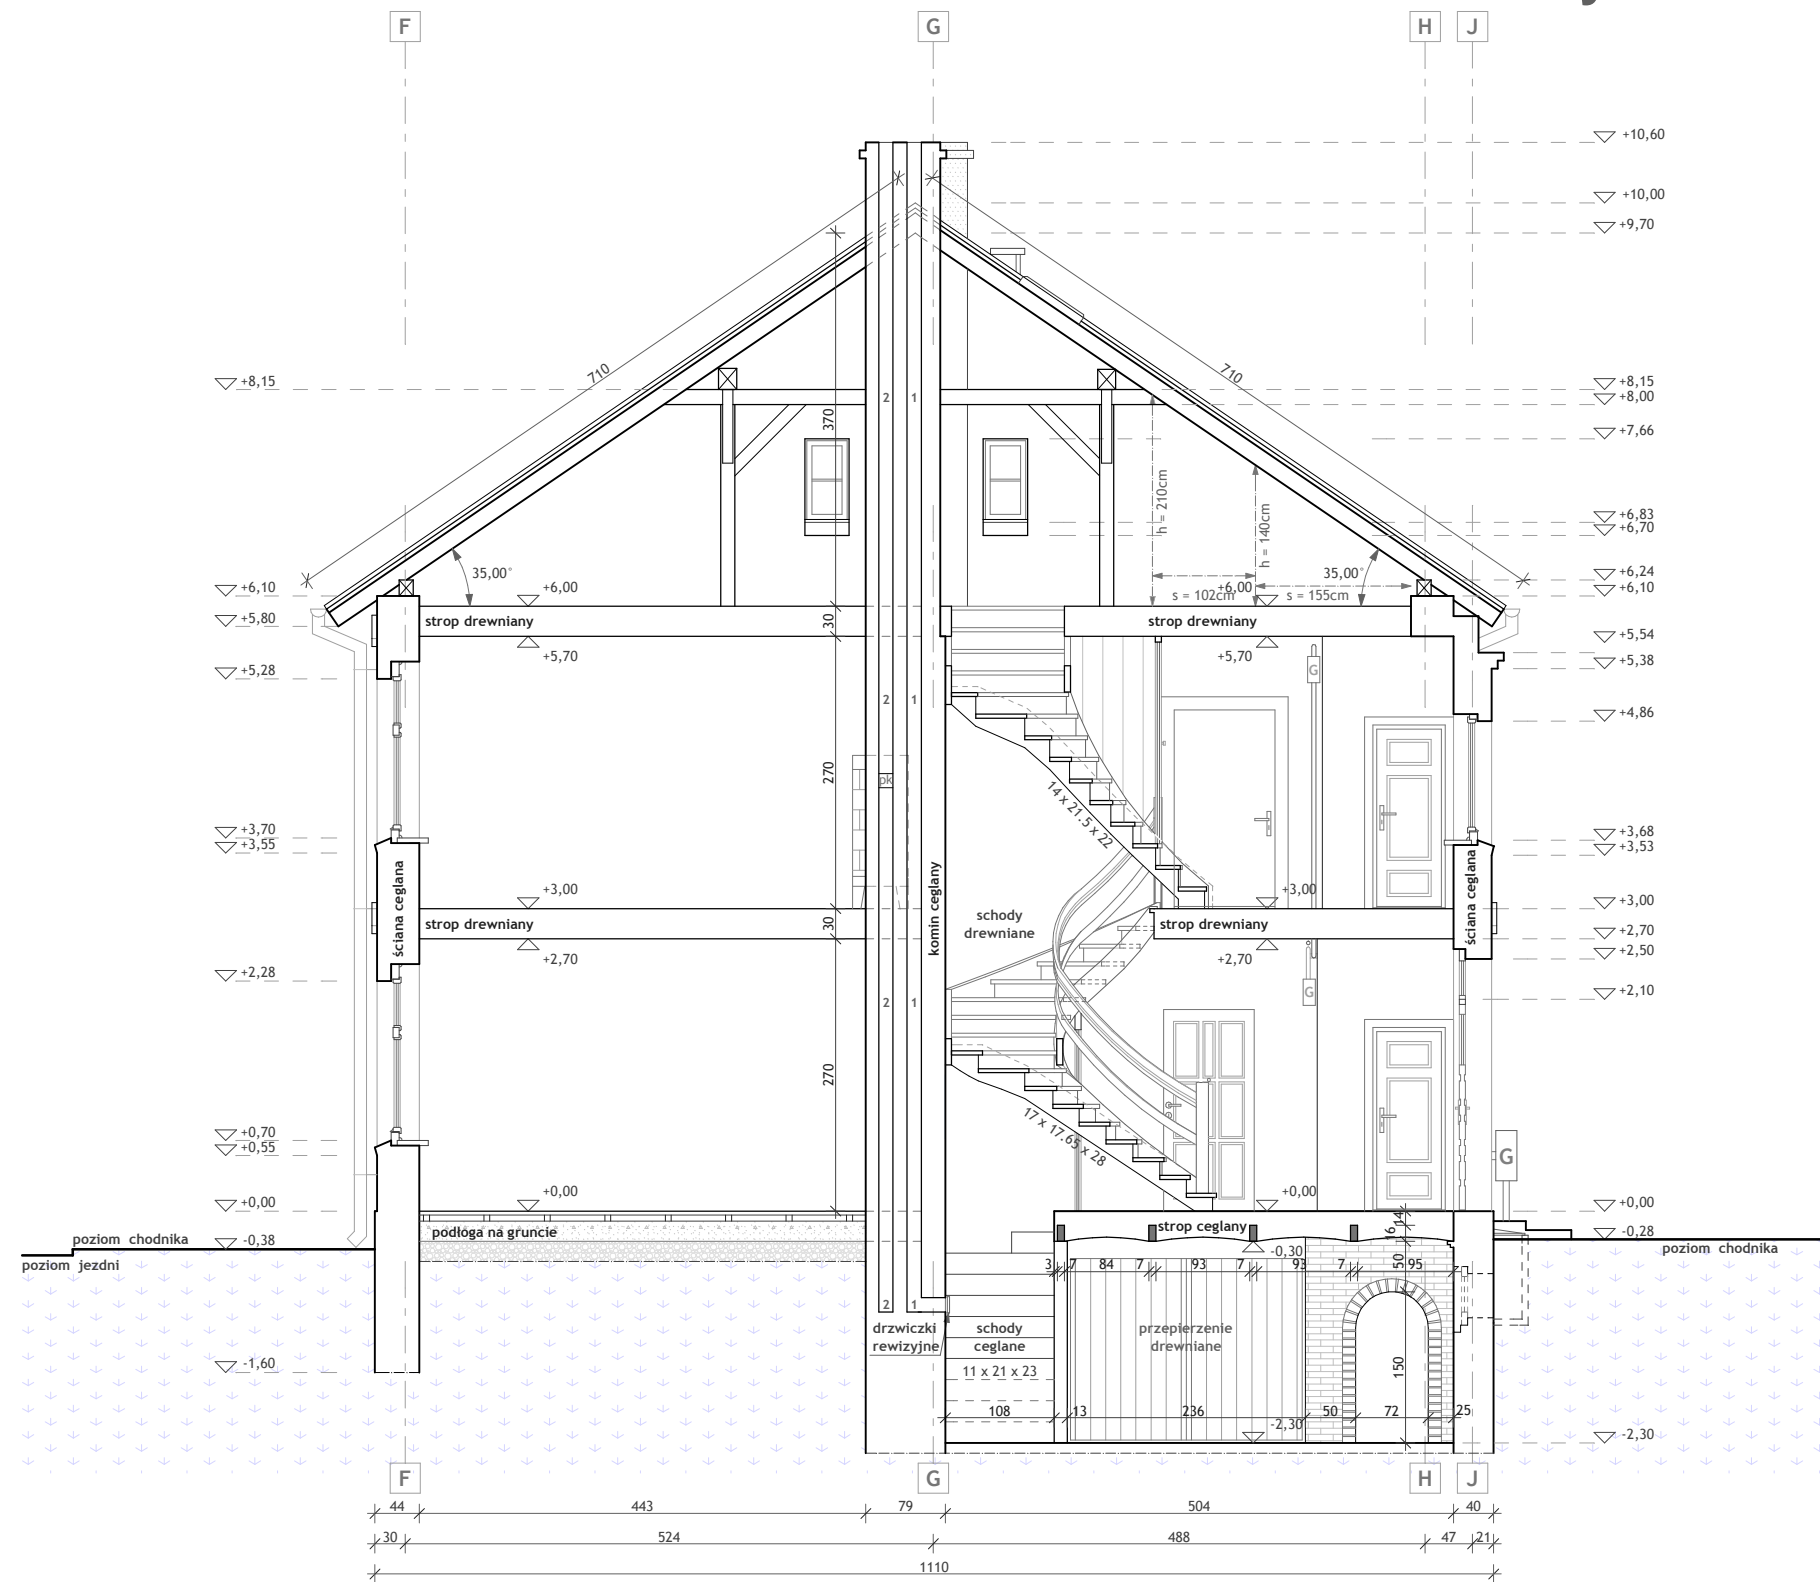 F
G
H
J
+10,60
+10,00
+9,70
710
710
+8,15
+8,15
+8,00
2
1
370
+7,66
h = 210cm
h = 140cm
+6,83
+6,70
35,00°
35,00°
+6,24
+6,10
+6,10
+6,00
+6,00
s = 102cm
s = 155cm
+5,80
strop drewniany
30
strop drewniany
+5,54
+5,70
+5,70
G
+5,38
+5,28
2
1
+4,86
270
pk
14 x 21.5 x 22
+3,70
+3,55
+3,68
+3,53
ściana ceglana
komin ceglany
ściana ceglana
+3,00
+3,00
+3,00
schody
drewniane
strop drewniany
30
strop drewniany
+2,70
+2,70
+2,70
+2,50
+2,28
G
+2,10
2
1
270
17 x 17.65 x 28
+0,70
+0,55
G
+0,00
+0,00
+0,00
+0,00
podłoga na gruncie
strop ceglany
14
16
-0,28
poziom chodnika
-0,38
-0,30
poziom chodnika
poziom jezdni
3
7
84
7
93
7
93
7
50
95
2
1
drzwiczki
rewizyjne
schody
ceglane
przepierzenie
drewniane
11 x 21 x 23
150
-1,60
108
13
236
50
72
25
-2,30
-2,30
F
G
H
J
44
443
79
504
40
30
524
488
47
21
1110